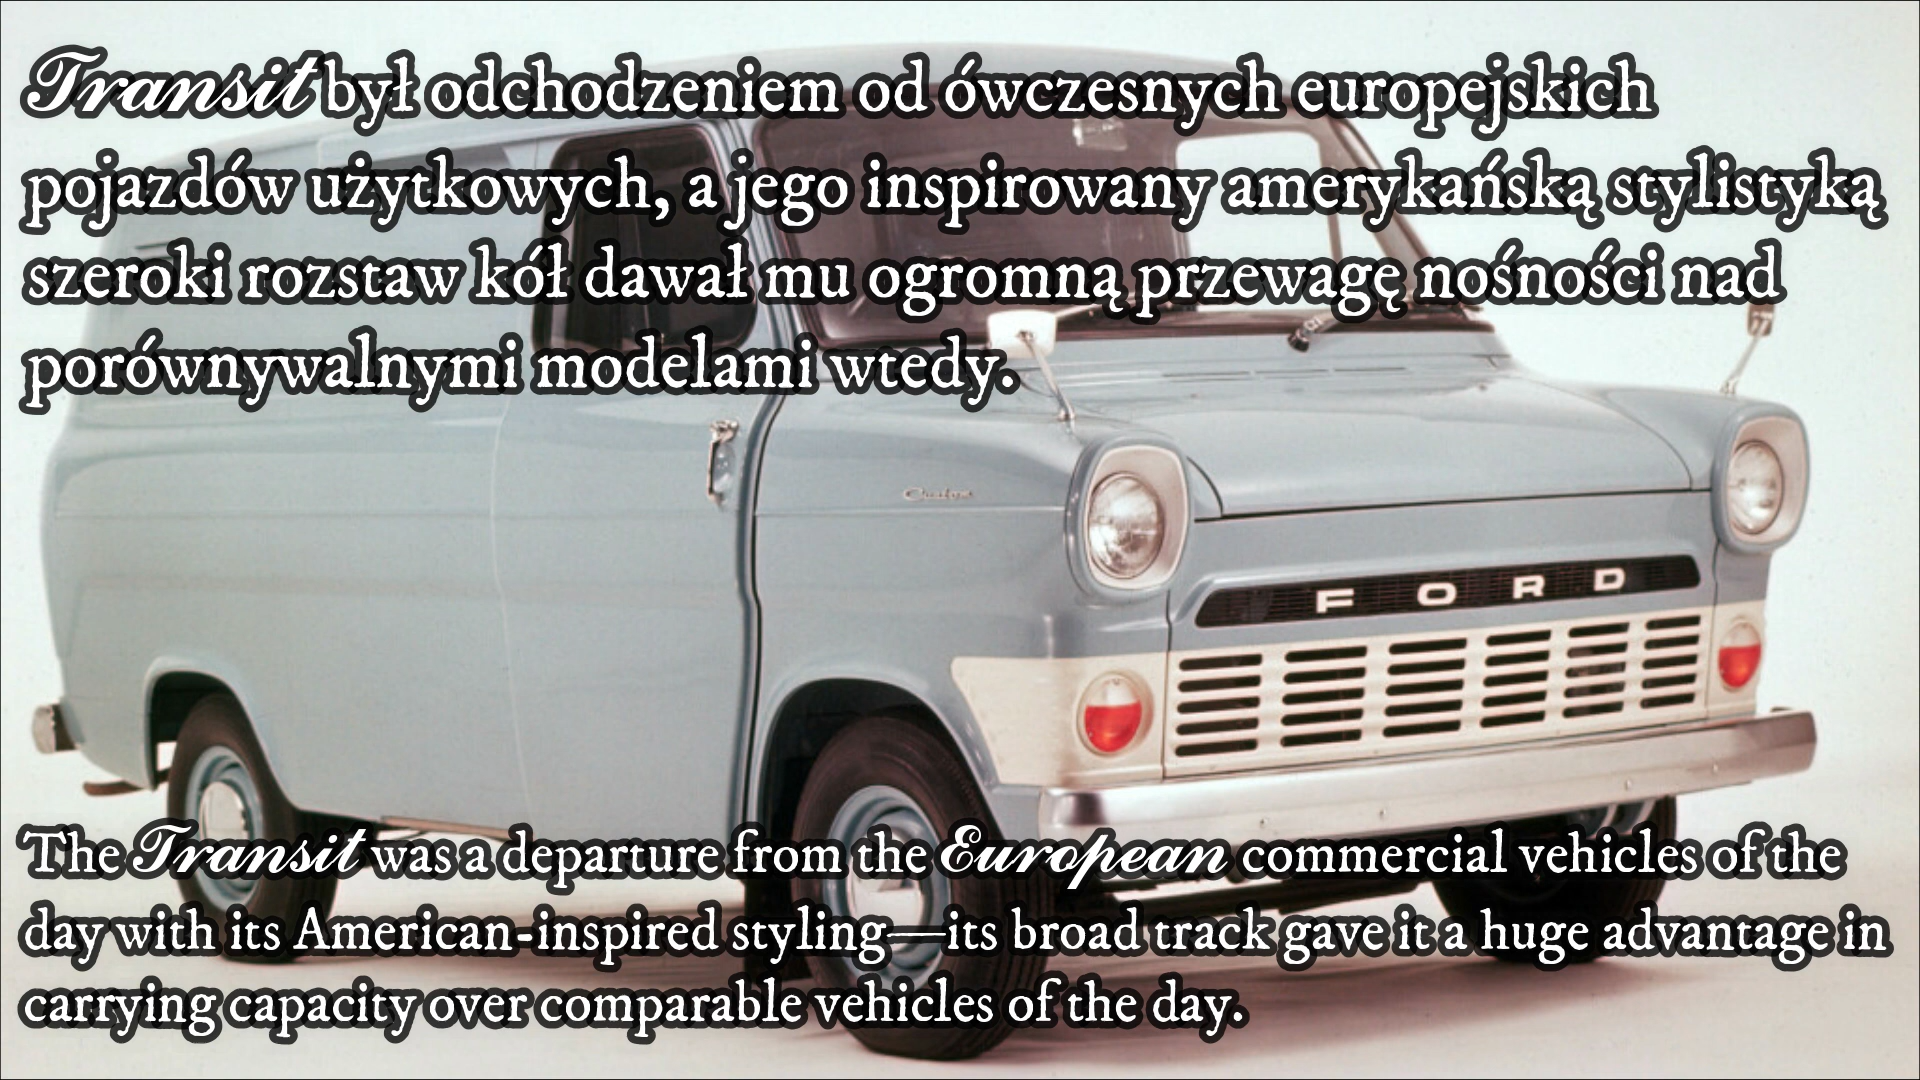 Transit był odchodzeniem od ówczesnych europejskich
pojazdów użytkowych, a jego inspirowany amerykańską stylistyką
szeroki rozstaw kół dawał mu ogromną przewagę nośności nad
porównywalnymi modelami wtedy.
FORD
The Transit was a departure from the European commercial vehicles of the
day with its American-inspired styling—its broad track gave it a huge advantage in
carrying capacity over comparable vehicles of the day.